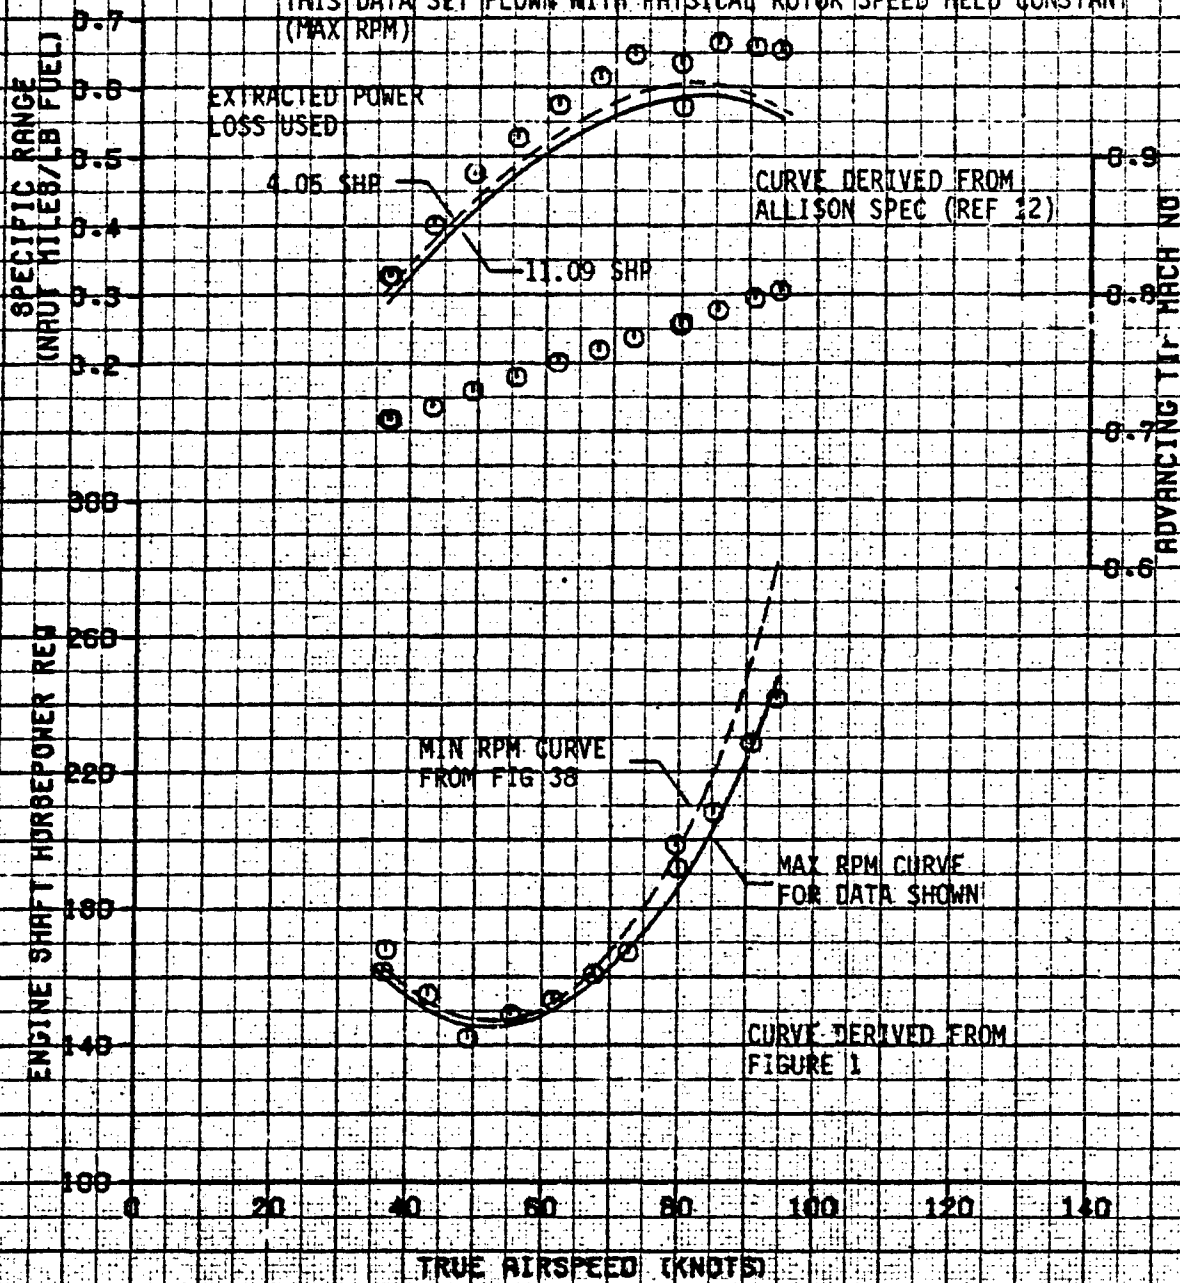 THIS DATA SET FLOWN WITH PHYSICAL ROTOR SPEED HELD CONSTANT
(MAX RPM)
SPECIFIC RANGE
(NAUT MILES/LB FUEL)
0.7
0.6
0.5
0.4
0.3
0.2
EXTRACTED POWER
LOSS USED
4.05 SHP
11.09 SHP
CURVE DERIVED FROM
ALLISON SPEC (REF 12)
0.9
0.8
0.7
0.6
ADVANCING TIP MACH NO
ENGINE SHAFT HORSEPOWER REQ
300
260
220
180
140
100
MIN RPM CURVE
FROM FIG 38
MAX RPM CURVE
FOR DATA SHOWN
CURVE DERIVED FROM
FIGURE 1
0 20 40 60 80 100 120 140
TRUE AIRSPEED (KNOTS)